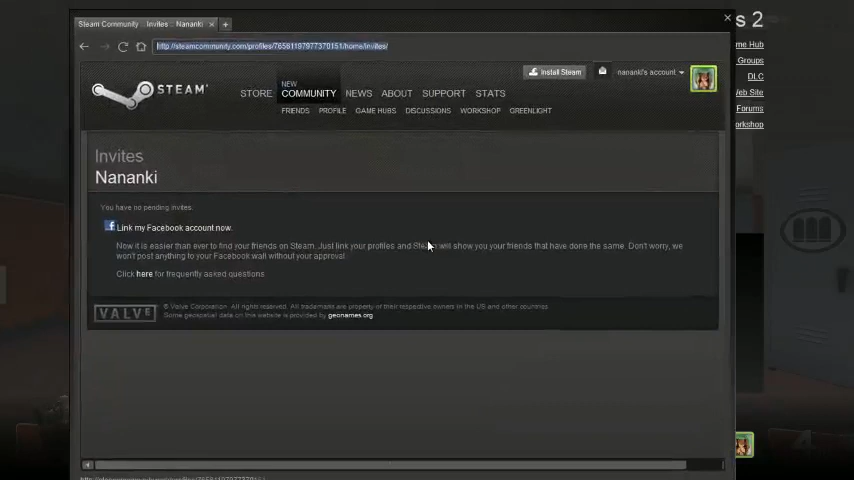 Steam Community :: Invites :: Nananki
http://steamcommunity.com/profiles/76561197977370151/home/invites/
s 2
me Hub
Groups
DLC
eb Site
Forums
orkshop
Install Steam
nananki's account
STEAM
STORE
NEW
COMMUNITY
NEWS
ABOUT
SUPPORT
STATS
FRIENDS
PROFILE
GAME HUBS
DISCUSSIONS
WORKSHOP
GREENLIGHT
Invites
Nananki
You have no pending invites.
Link my Facebook account now.
Now it is easier than ever to find your friends on Steam. Just link your profiles and Steam will show you your friends that have done the same. Don't worry, we
won't post anything to your Facebook wall without your approval.
Click here for frequently asked questions
VALVE
© Valve Corporation. All rights reserved. All trademarks are property of their respective owners in the US and other countries.
Some geospatial data on this website is provided by geonames.org